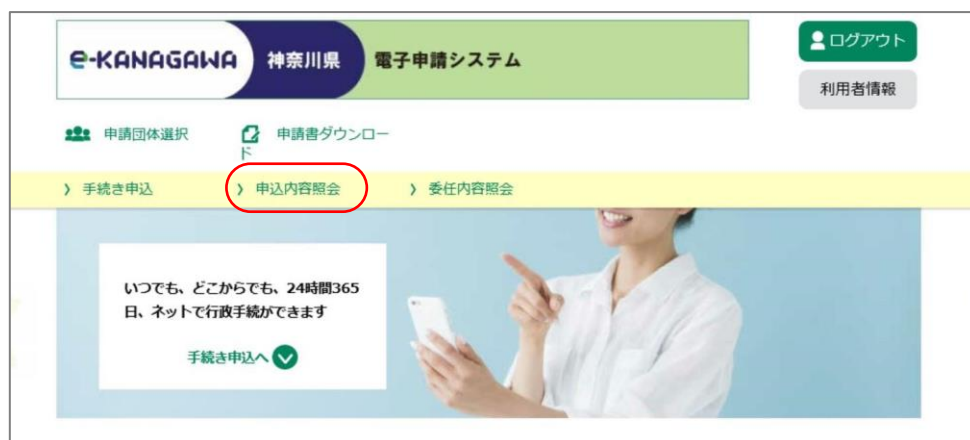 e-KANAGAWA 神奈川県 電子申請システム
ログアウト
利用者情報
申請団体選択 申請書ダウンロー
ド
》 手続き申込 》 申込内容照会 》 委任内容照会
いつでも、どこからでも、24時間365
日、ネットで行政手続ができます
手続き申込へ